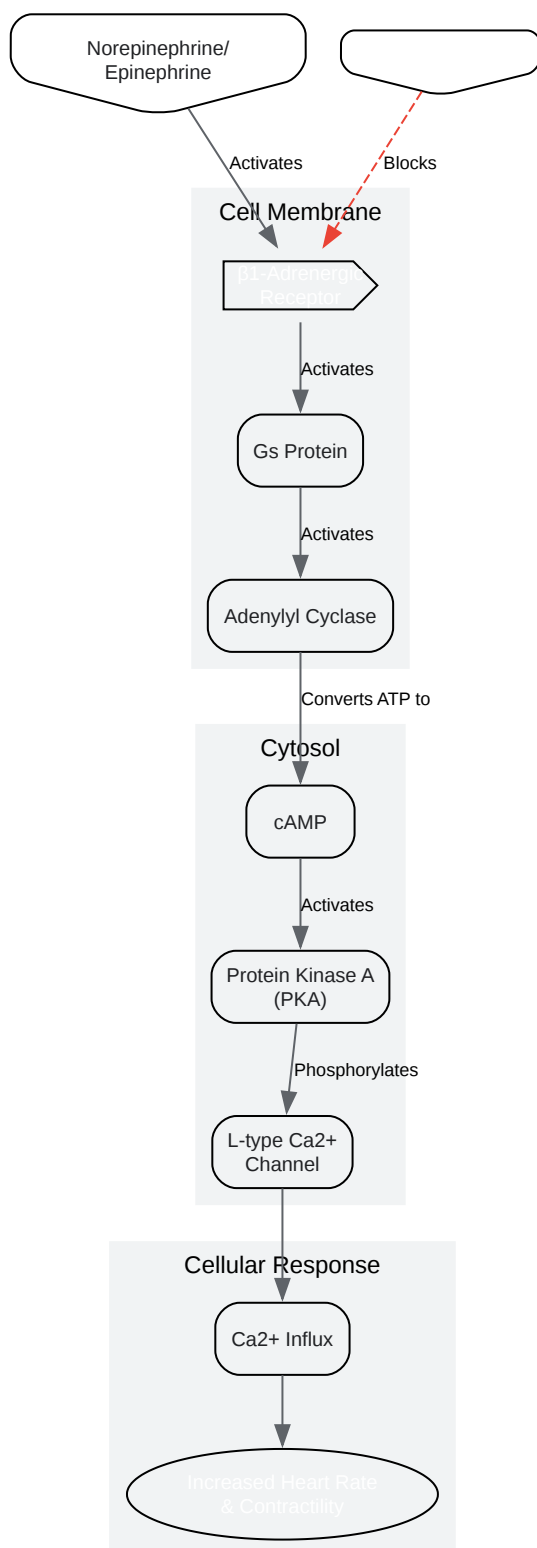 Norepinephrine/
Epinephrine
Activates
Blocks
Cell Membrane
β1-Adrenergic
Receptor
Activates
Gs Protein
Activates
Adenylyl Cyclase
Converts ATP to
Cytosol
cAMP
Activates
Protein Kinase A
(PKA)
Phosphorylates
L-type Ca2+
Channel
Cellular Response
Ca2+ Influx
Increased Heart Rate
& Contractility